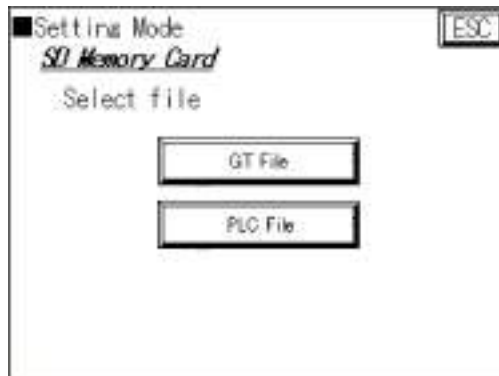 ■Setting Mode
ESC
SD Memory Card
Select file
GT File
PLC File